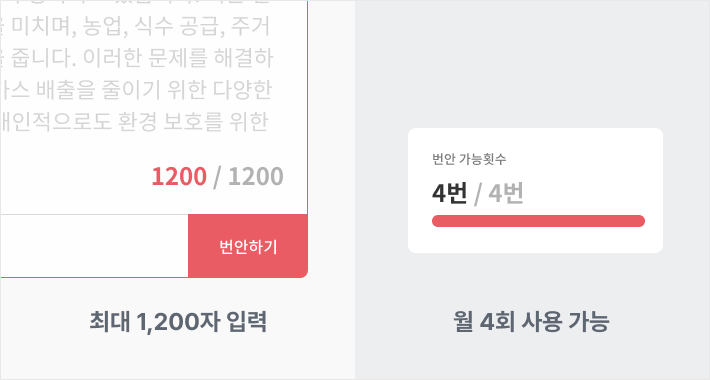 미치며, 농업, 식수 공급, 주거
줍니다. 이러한 문제를 해결하
가스 배출을 줄이기 위한 다양한
개인적으로도 환경 보호를 위한
1200 / 1200
번안하기
최대 1,200자 입력
번안 가능횟수
4번 / 4번
월 4회 사용 가능